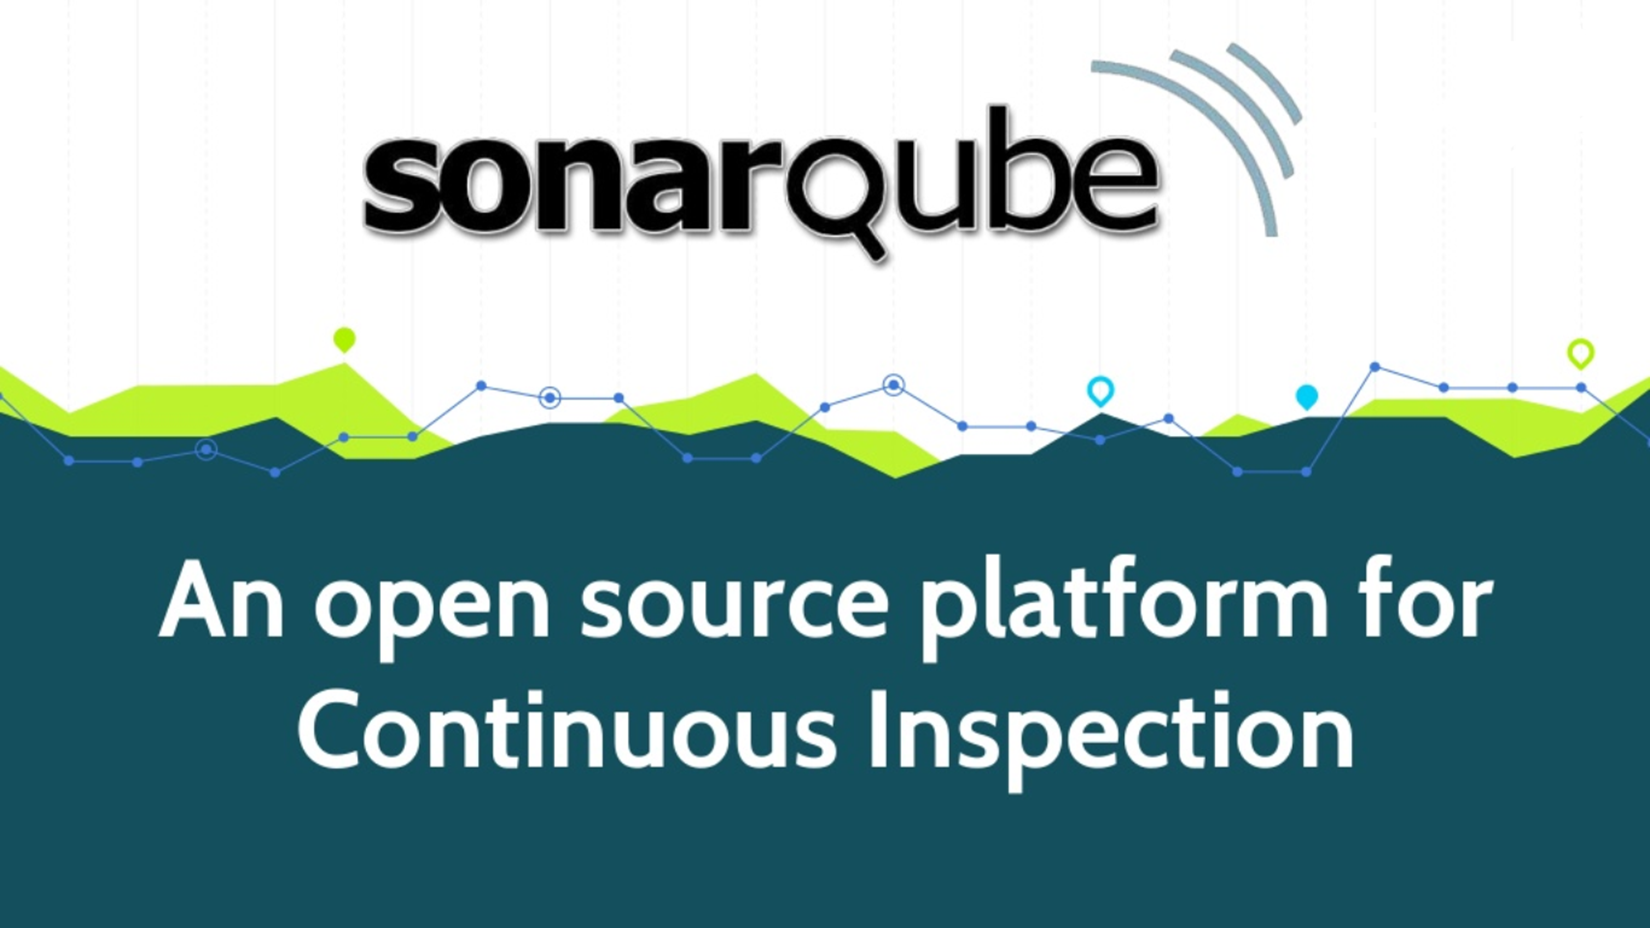 sonarqube
An open source platform for
Continuous Inspection